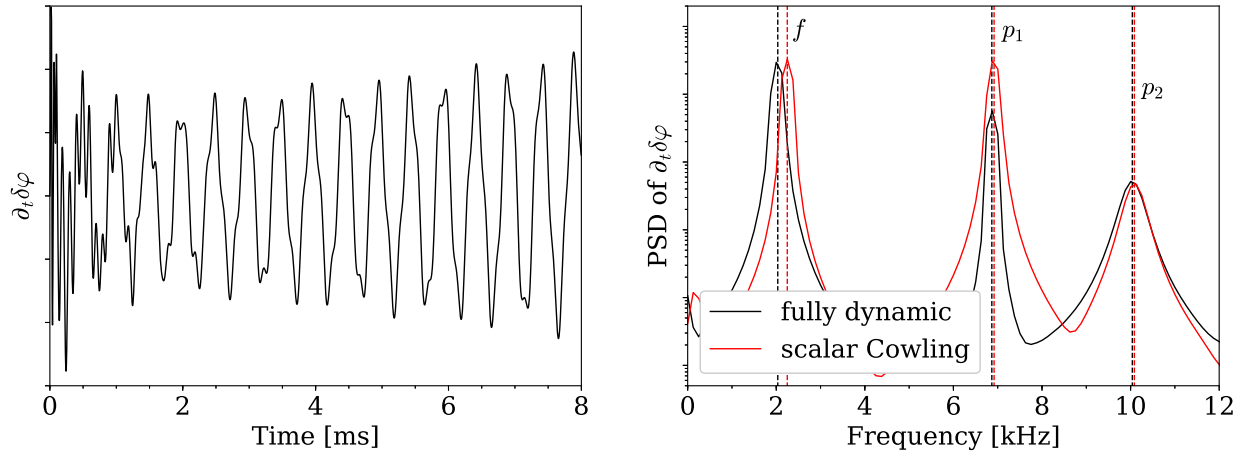 ∂ₜδφ
0
2
4
6
8
Time [ms]
PSD of ∂ₜδφ
f
p₁
p₂
fully dynamic
scalar Cowling
0
2
4
6
8
10
12
Frequency [kHz]